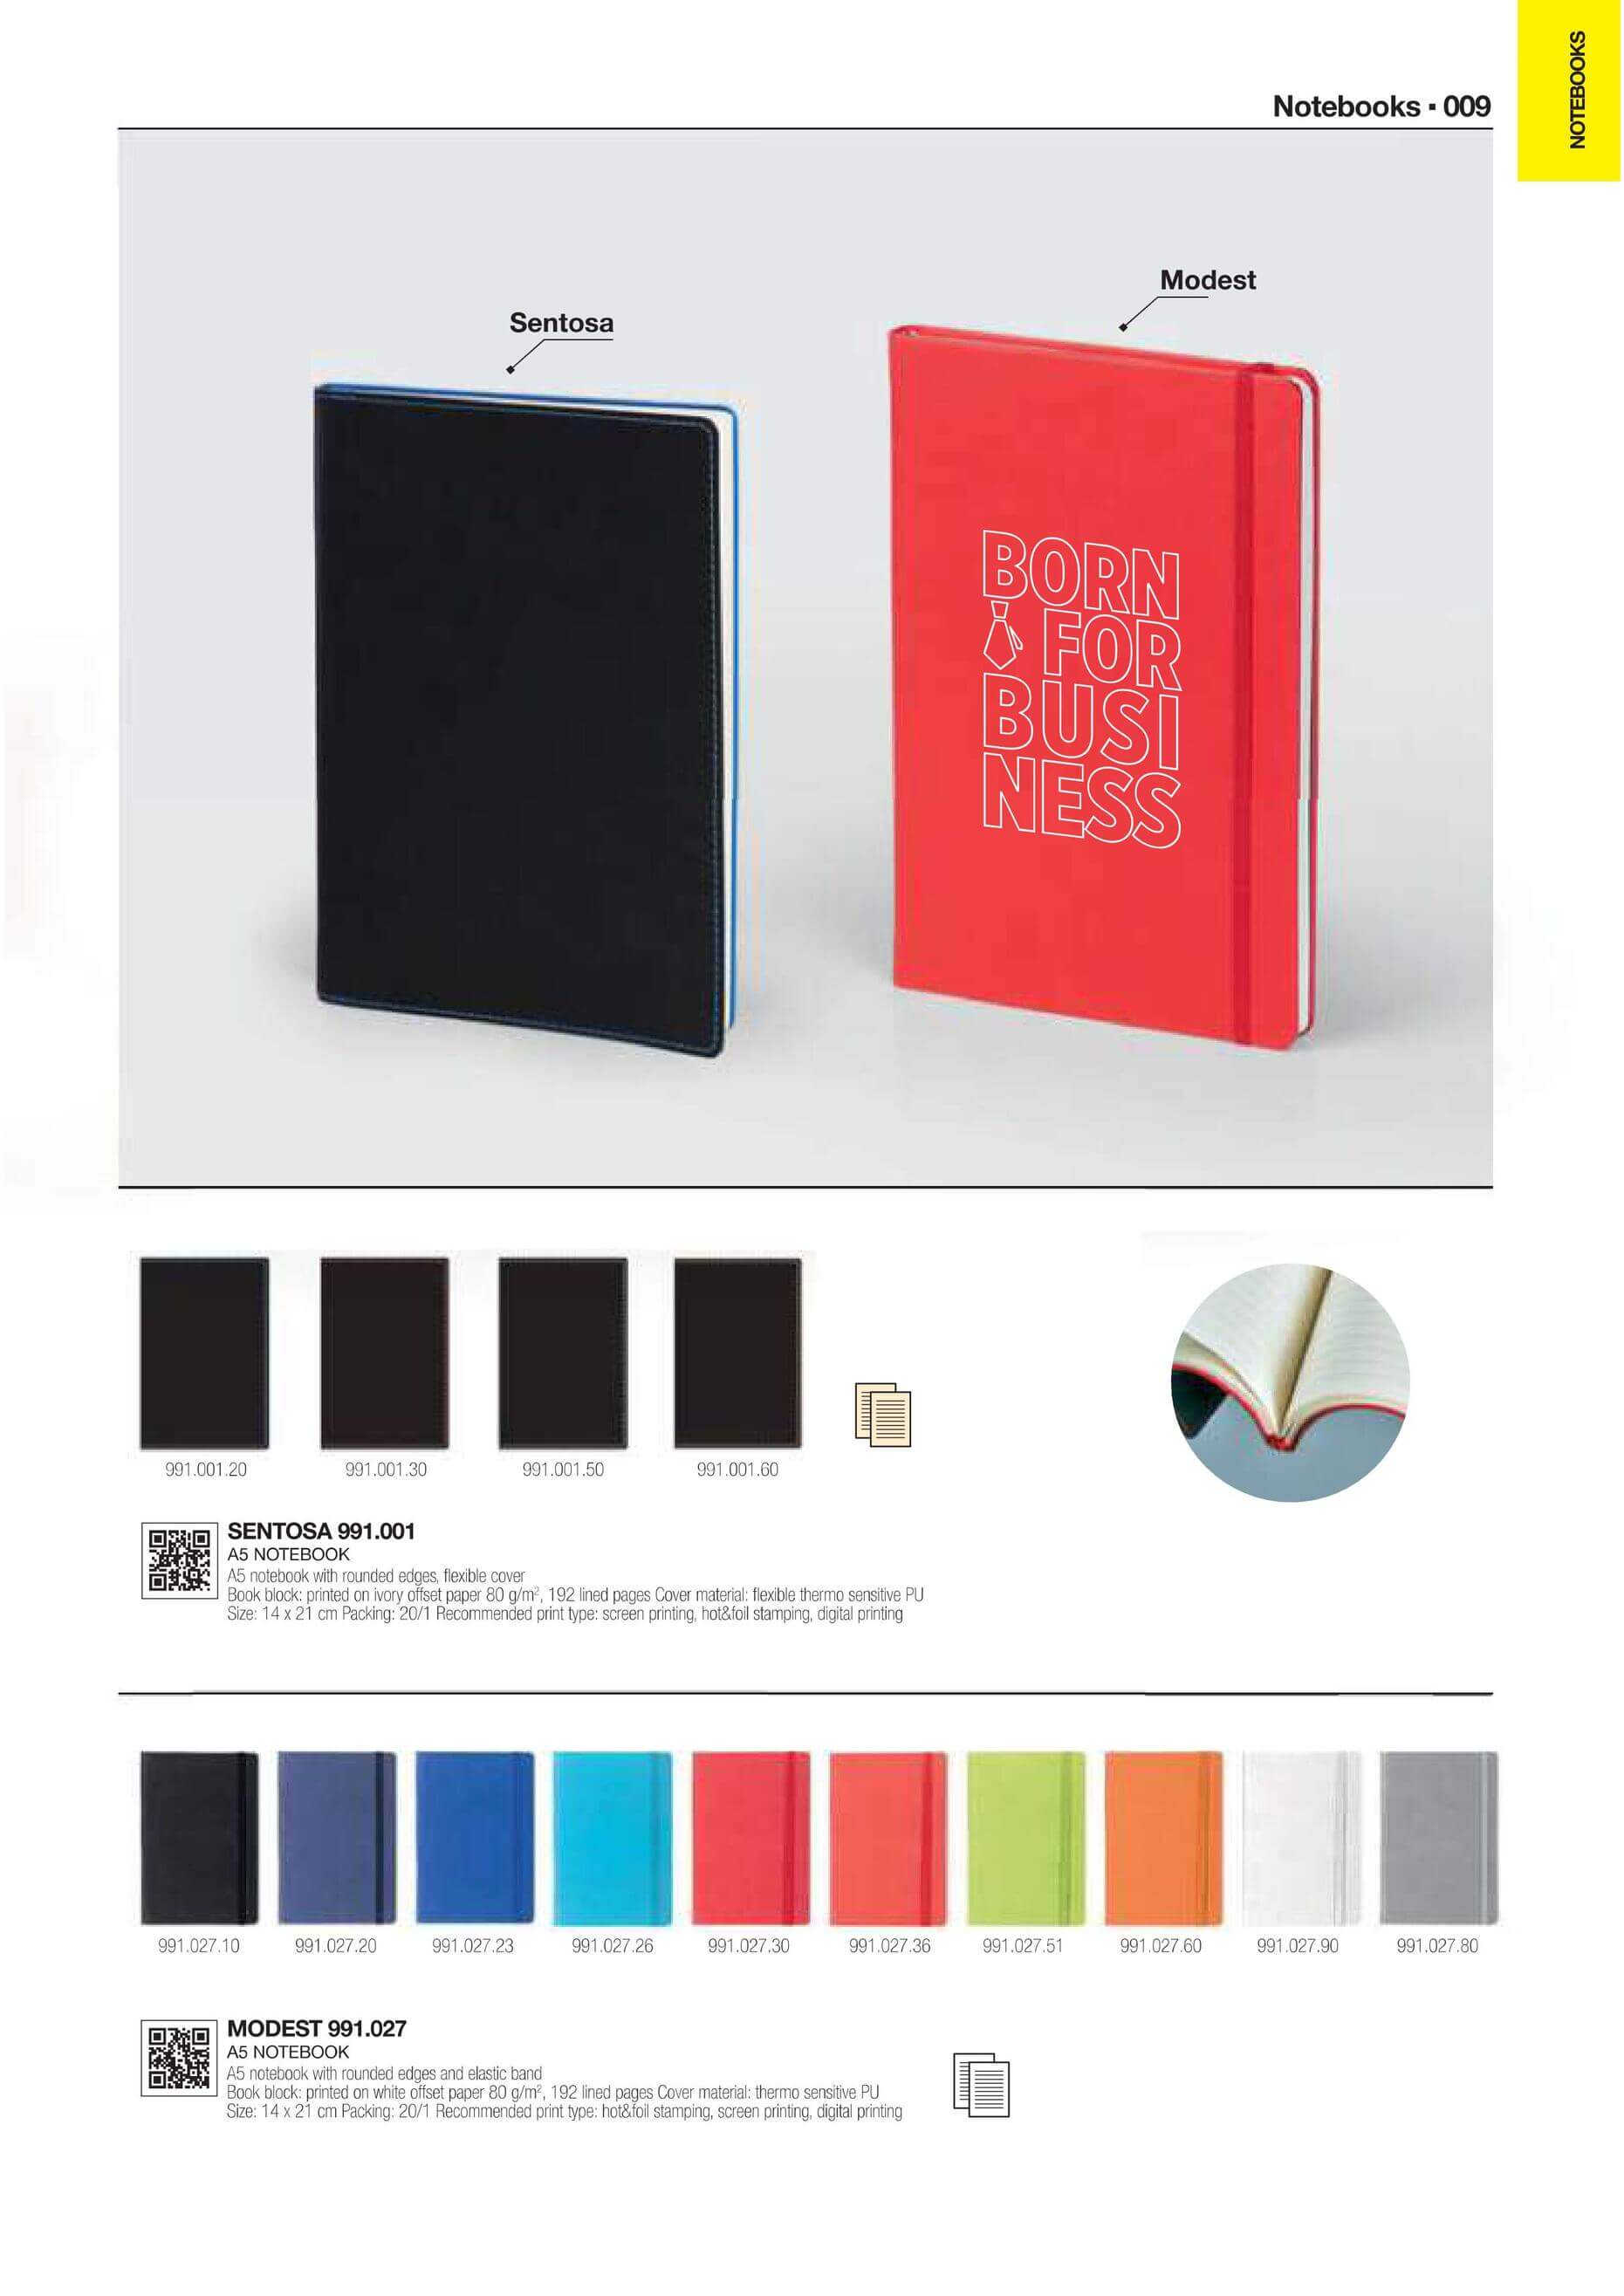 NOTEBOOKS
Notebooks ▪ 009
Modest
Sentosa
BORN
FOR
BUSI
NESS
991.001.20 991.001.30 991.001.50 991.001.60
SENTOSA 991.001
A5 NOTEBOOK
A5 notebook with rounded edges, flexible cover
Book block: printed on ivory offset paper 80 g/m², 192 lined pages Cover material: flexible thermo sensitive PU
Size: 14 x 21 cm Packing: 20/1 Recommended print type: screen printing, hot&foil stamping, digital printing
991.027.10 991.027.20 991.027.23 991.027.26 991.027.30 991.027.36 991.027.51 991.027.60 991.027.90 991.027.80
MODEST 991.027
A5 NOTEBOOK
A5 notebook with rounded edges and elastic band
Book block: printed on white offset paper 80 g/m², 192 lined pages Cover material: thermo sensitive PU
Size: 14 x 21 cm Packing: 20/1 Recommended print type: hot&foil stamping, screen printing, digital printing